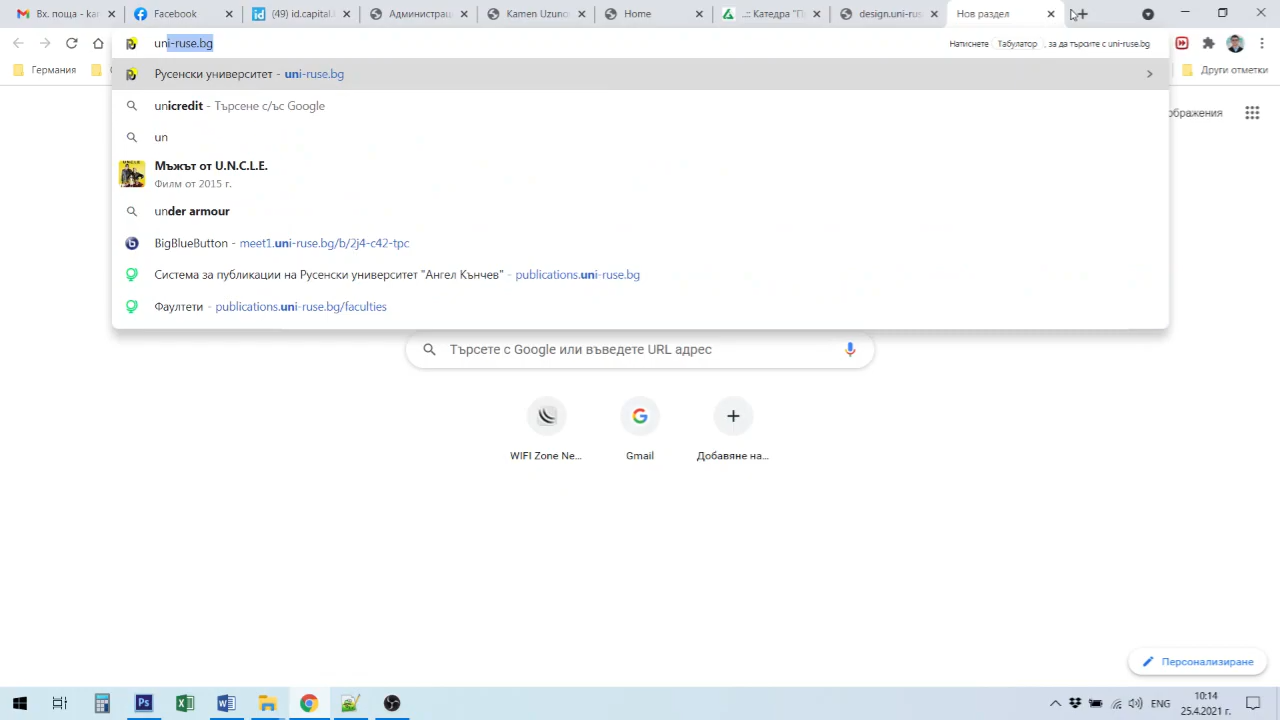 Вх. поща - kar
Facebook
(49) id.capital.
Администрац
Kamen Uzuno
Home
..:: Катедра "П
design.uni-rus
Нов раздел
uni-ruse.bg
Натиснете Табулатор , за да търсите с uni-ruse.bg
Германия
Други отметки
Русенски университет - uni-ruse.bg
ображения
unicredit - Търсене с/ъс Google
un
Мъжът от U.N.C.L.E.
Филм от 2015 г.
under armour
BigBlueButton - meet1.uni-ruse.bg/b/2j4-c42-tpc
Система за публикации на Русенски университет "Ангел Кънчев" - publications.uni-ruse.bg
Фаултети - publications.uni-ruse.bg/faculties
Търсете с Google или въведете URL адрес
WIFI Zone Ne...
Gmail
Добавяне на...
Персонализиране
ENG
10:14
25.4.2021 г.